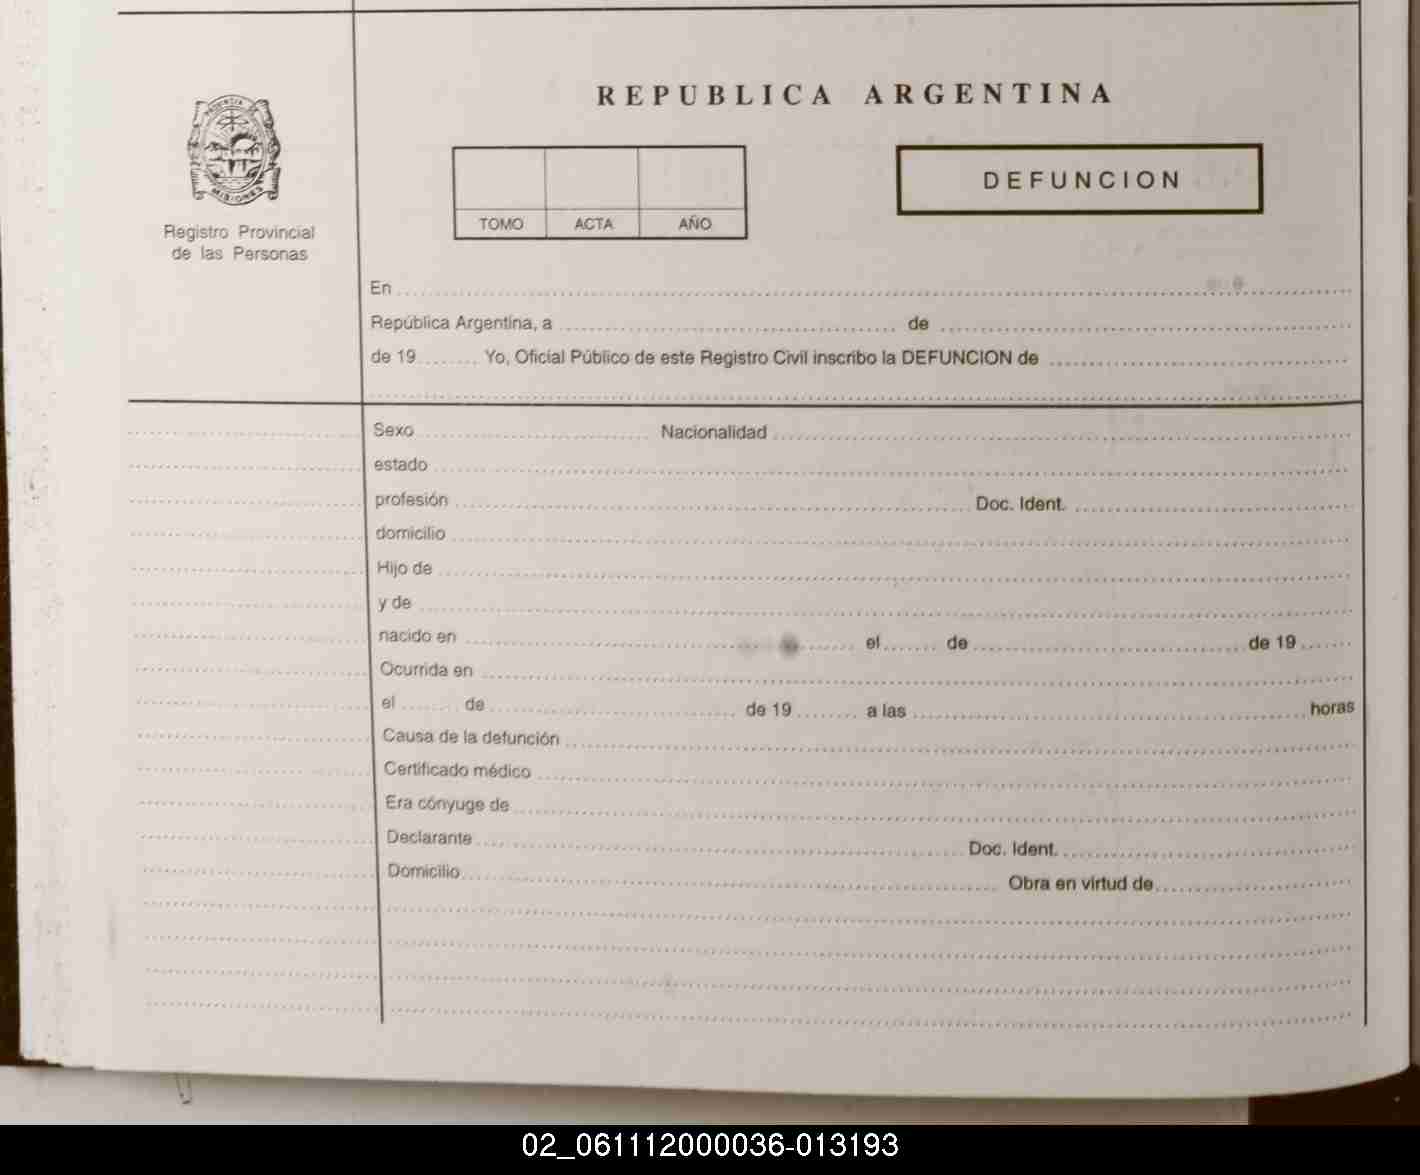 REPUBLICA ARGENTINA
PROVINCIA DE
MISIONES
Registro Provincial
de las Personas
DEFUNCION
TOMO ACTA AÑO
En
República Argentina, a de
de 19 Yo, Oficial Público de este Registro Civil inscribo la DEFUNCION de
Sexo Nacionalidad
estado
profesión Doc. Ident.
domicilio
Hijo de
y de
nacido en el de de 19
Ocurrida en
el de de 19 a las horas
Causa de la defunción
Certificado médico
Era cónyuge de
Declarante Doc. Ident.
Domicilio Obra en virtud de
02_061112000036-013193